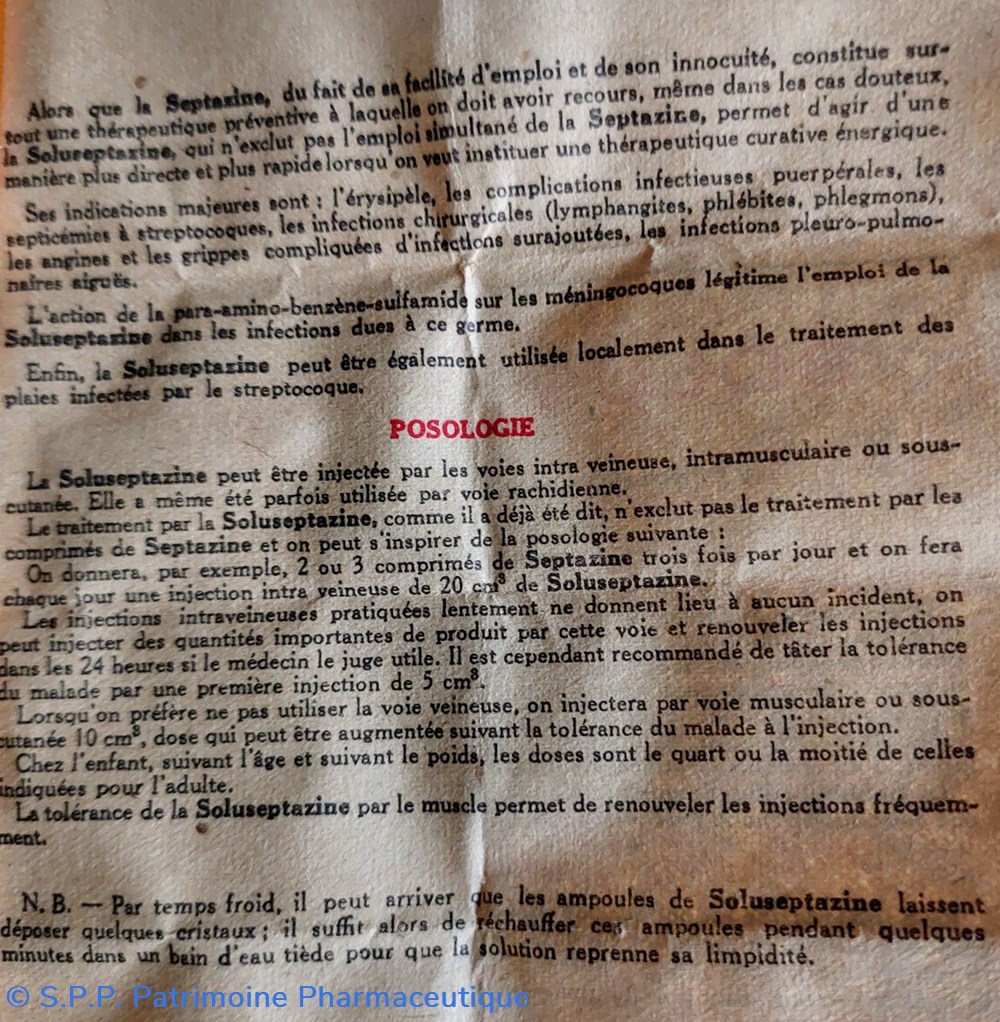 Alors que la Septazine, du fait de sa facilité d'emploi et de son innocuité, constitue sur-
tout une thérapeutique préventive à laquelle on doit avoir recours, même dans les cas douteux,
la Soluseptazine, qui n'exclut pas l'emploi simultané de la Septazine, permet d'agir d'une
manière plus directe et plus rapide lorsqu'on veut instituer une thérapeutique curative énergique.
Ses indications majeures sont : l'érysipèle, les complications infectieuses puerpérales, les
septicémies à streptocoques, les infections chirurgicales (lymphangites, phlébites, phlegmons),
les angines et les grippes compliquées d'infections surajoutées, les infections pleuro-pulmo-
naires aiguës.
L'action de la para-amino-benzène-sulfamide sur les méningocoques légitime l'emploi de la
Soluseptazine dans les infections dues à ce germe.
Enfin, la Soluseptazine peut être également utilisée localement dans le traitement des
plaies infectées par le streptocoque.
POSOLOGIE
La Soluseptazine peut être injectée par les voies intra veineuse, intramusculaire ou sous-
cutanée. Elle a même été parfois utilisée par voie rachidienne.
Le traitement par la Soluseptazine, comme il a déjà été dit, n'exclut pas le traitement par les
comprimés de Septazine et on peut s'inspirer de la posologie suivante :
On donnera, par exemple, 2 ou 3 comprimés de Septazine trois fois par jour et on fera
chaque jour une injection intra veineuse de 20 cm³ de Soluseptazine.
Les injections intraveineuses pratiquées lentement ne donnent lieu à aucun incident, on
peut injecter des quantités importantes de produit par cette voie et renouveler les injections
dans les 24 heures si le médecin le juge utile. Il est cependant recommandé de tâter la tolérance
du malade par une première injection de 5 cm³.
Lorsqu'on préfère ne pas utiliser la voie veineuse, on injectera par voie musculaire ou sous-
cutanée 10 cm³, dose qui peut être augmentée suivant la tolérance du malade à l'injection.
Chez l'enfant, suivant l'âge et suivant le poids, les doses sont le quart ou la moitié de celles
indiquées pour l'adulte.
La tolérance de la Soluseptazine par le muscle permet de renouveler les injections fréquem-
ment.
N. B. — Par temps froid, il peut arriver que les ampoules de Soluseptazine laissent
déposer quelques cristaux ; il suffit alors de réchauffer ces ampoules pendant quelques
minutes dans un bain d'eau tiède pour que la solution reprenne sa limpidité.
© S.P.P. Patrimoine Pharmaceutique